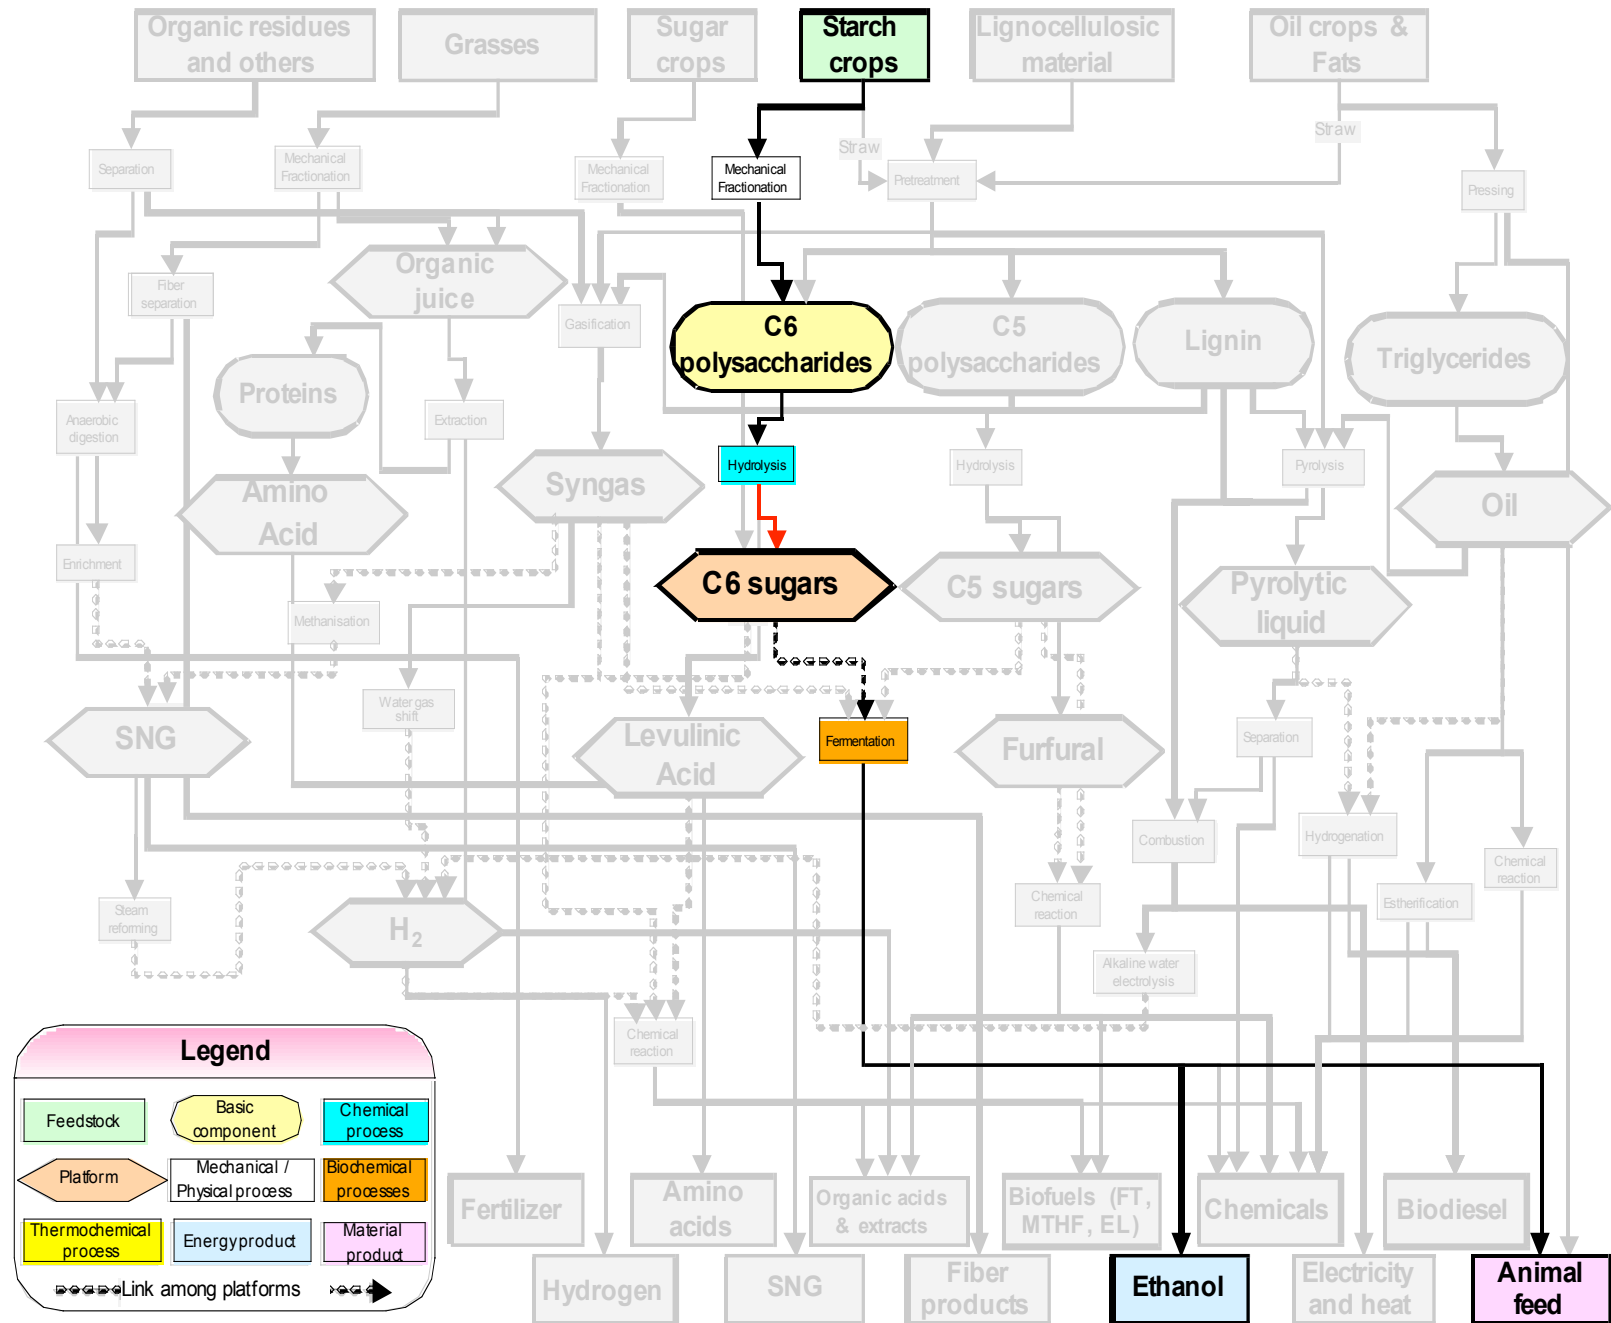 Organic residues
and others
Grasses
Sugar
crops
Starch
crops
Lignocellulosic
material
Oil crops & 
Fats
Straw
Straw
Separation
Mechanical
Fractionation
Mechanical
Fractionation
Mechanical
Fractionation
Pretreatment
Pressing
Organic
juice
Fiber
separation
Gasification
C6
polysaccharides
C5
polysaccharides
Lignin
Triglycerides
Proteins
Anaerobic
digestion
Extraction
Hydrolysis
Hydrolysis
Pyrolysis
Amino
Acid
Syngas
Oil
Enrichment
Methanisation
C6 sugars
C5 sugars
Pyrolytic
liquid
Water gas
shift
SNG
Levulinic
Acid
Fermentation
Furfural
Separation
Combustion
Hydrogenation
Chemical
reaction
Steam
reforming
H2
Chemical
reaction
Estherification
Alkaline water
electrolysis
Chemical
reaction
Legend
Feedstock
Basic
component
Chemical
process
Platform
Mechanical /
Physical process
Biochemical
processes
Thermochemical
process
Energy product
Material
product
Link among platforms
Fertilizer
Amino
acids
Organic acids
& extracts
Biofuels (FT,
MTHF, EL)
Chemicals
Biodiesel
Hydrogen
SNG
Fiber
products
Ethanol
Electricity
and heat
Animal
feed